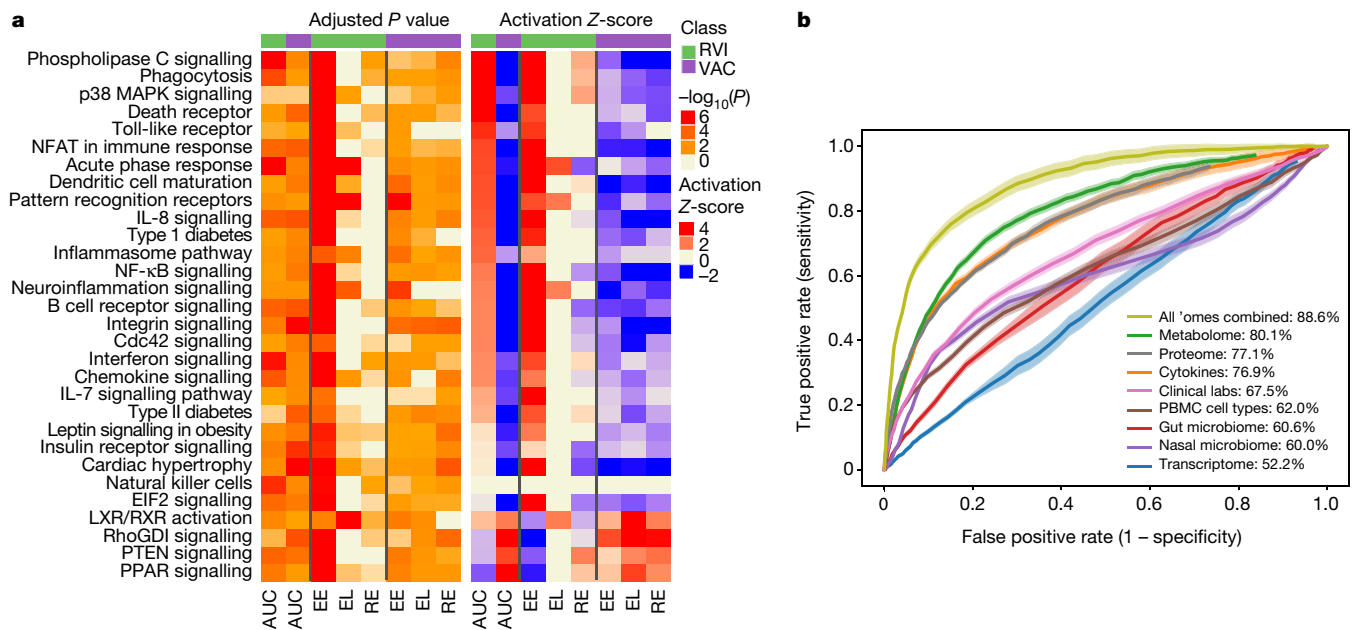 a
Adjusted P value
Activation Z-score
Class
RVI
VAC
–log10(P)
6
4
2
0
Activation
Z-score
4
2
0
–2
Phospholipase C signalling
Phagocytosis
p38 MAPK signalling
Death receptor
Toll-like receptor
NFAT in immune response
Acute phase response
Dendritic cell maturation
Pattern recognition receptors
IL-8 signalling
Type 1 diabetes
Inflammasome pathway
NF-κB signalling
Neuroinflammation signalling
B cell receptor signalling
Integrin signalling
Cdc42 signalling
Interferon signalling
Chemokine signalling
IL-7 signalling pathway
Type II diabetes
Leptin signalling in obesity
Insulin receptor signalling
Cardiac hypertrophy
Natural killer cells
EIF2 signalling
LXR/RXR activation
RhoGDI signalling
PTEN signalling
PPAR signalling
AUC AUC EE EL RE EE EL RE
AUC AUC EE EL RE EE EL RE
b
True positive rate (sensitivity)
1.0
0.8
0.6
0.4
0.2
0
All 'omes combined: 88.6%
Metabolome: 80.1%
Proteome: 77.1%
Cytokines: 76.9%
Clinical labs: 67.5%
PBMC cell types: 62.0%
Gut microbiome: 60.6%
Nasal microbiome: 60.0%
Transcriptome: 52.2%
0 0.2 0.4 0.6 0.8 1.0
False positive rate (1 – specificity)